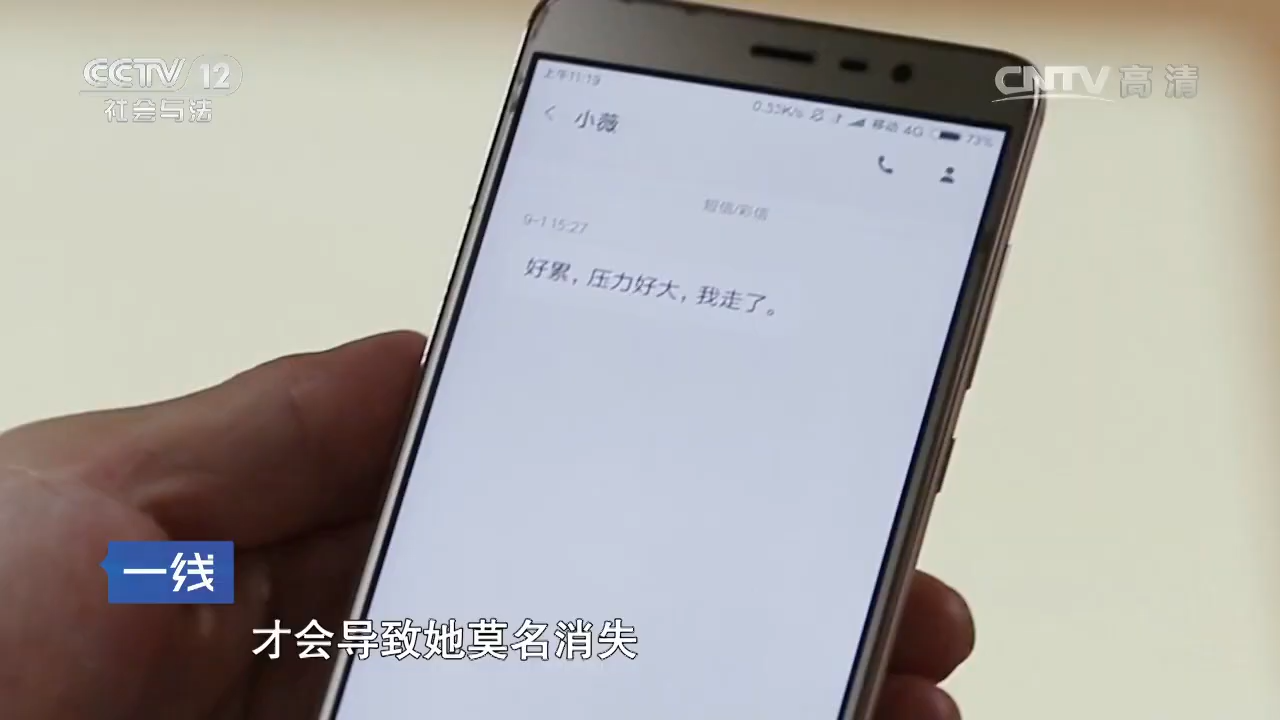 CCTV 12
社会与法
CNTV 高清
上午11:19
0.33K/s 移动 4G 73%
小薇
短信/彩信
9-1 15:27
好累，压力好大，我走了。
一线
才会导致她莫名消失